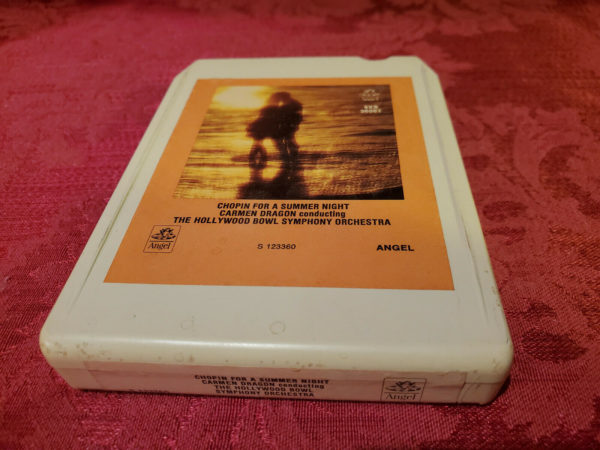 CHOPIN FOR A SUMMER NIGHT
CARMEN DRAGON conducting
THE HOLLYWOOD BOWL SYMPHONY ORCHESTRA
Angel
S 123360
ANGEL
CHOPIN FOR A SUMMER NIGHT
CARMEN DRAGON conducting
THE HOLLYWOOD BOWL
SYMPHONY ORCHESTRA
Angel